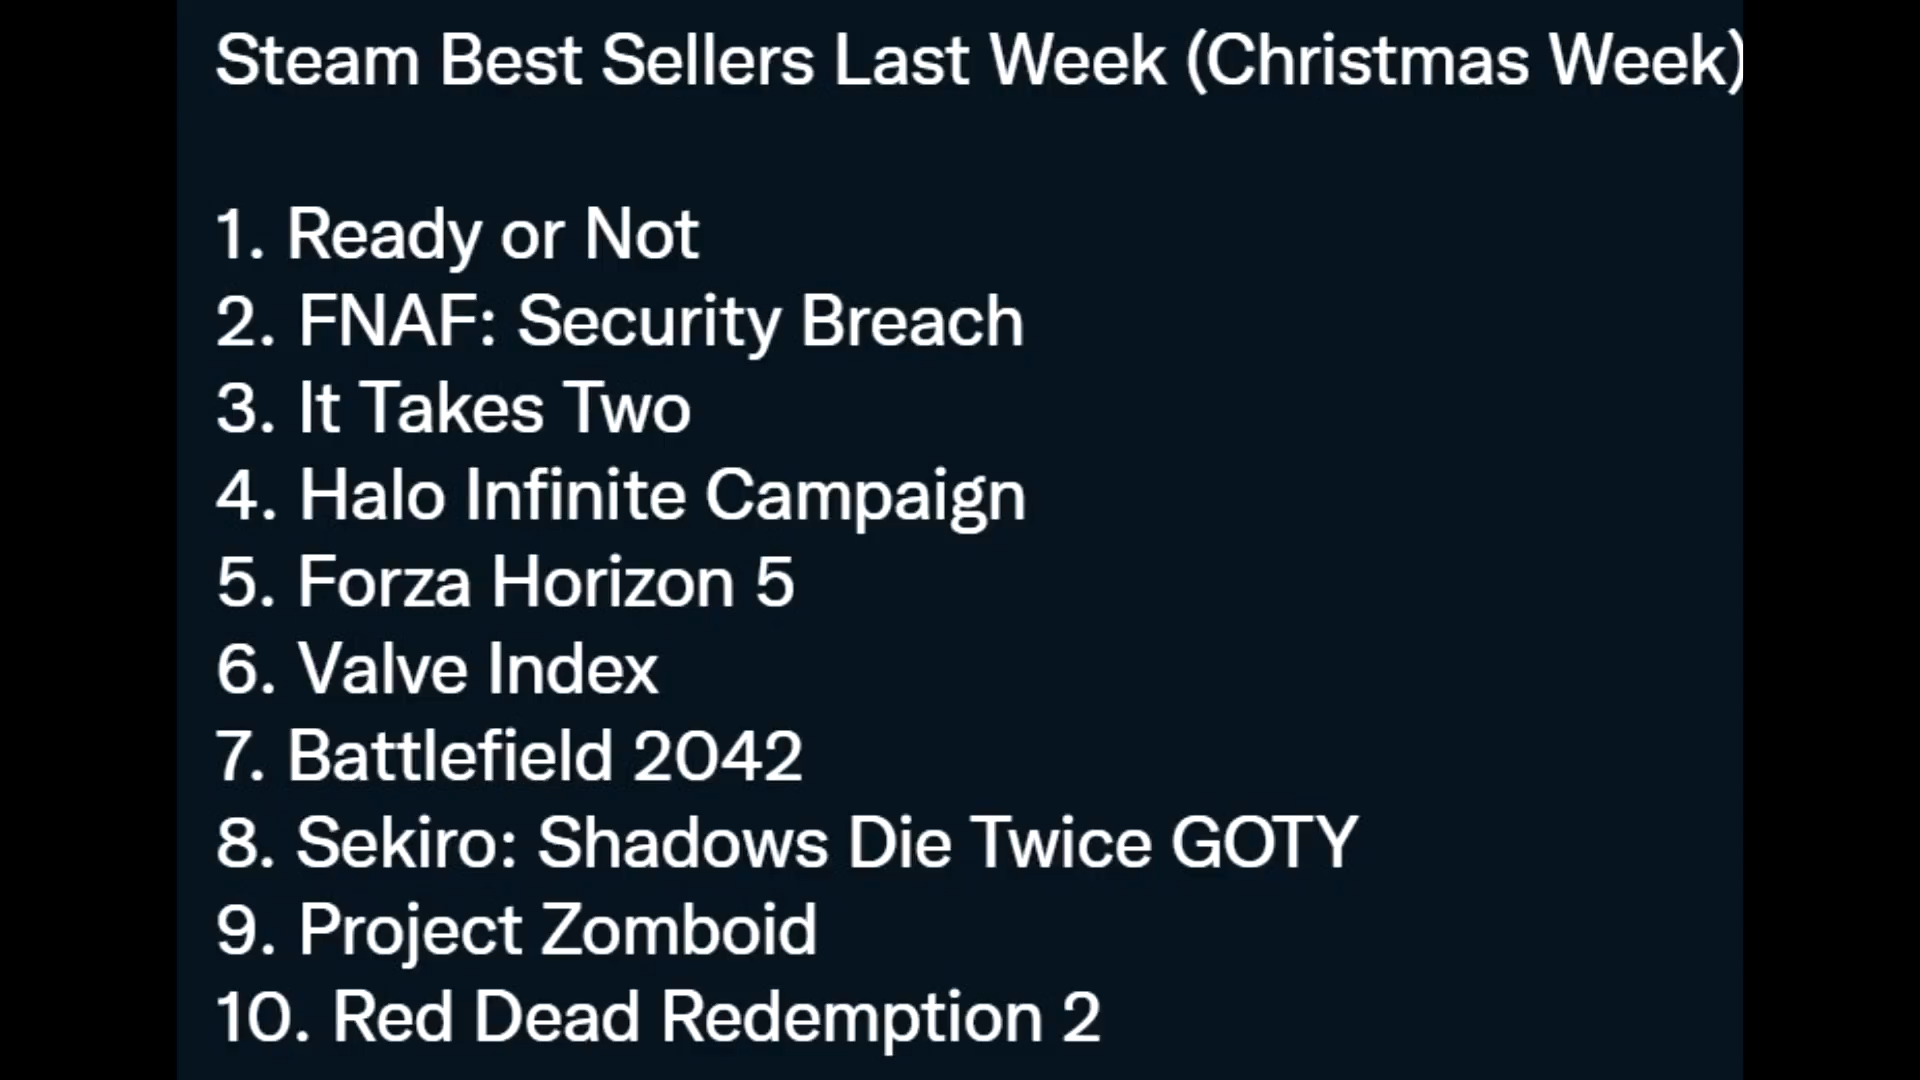 Steam Best Sellers Last Week (Christmas Week)
1. Ready or Not
2. FNAF: Security Breach
3. It Takes Two
4. Halo Infinite Campaign
5. Forza Horizon 5
6. Valve Index
7. Battlefield 2042
8. Sekiro: Shadows Die Twice GOTY
9. Project Zomboid
10. Red Dead Redemption 2